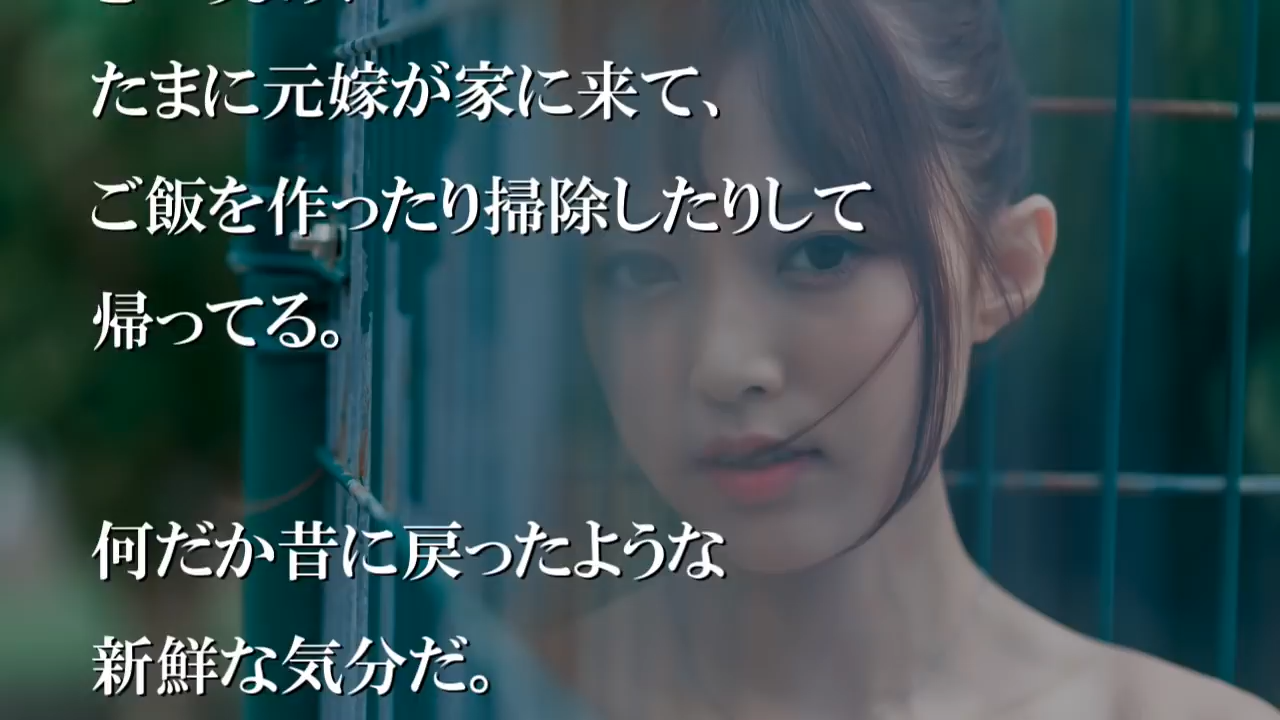 たまに元嫁が家に来て、
ご飯を作ったり掃除したりして
帰ってる。
何だか昔に戻ったような
新鮮な気分だ。